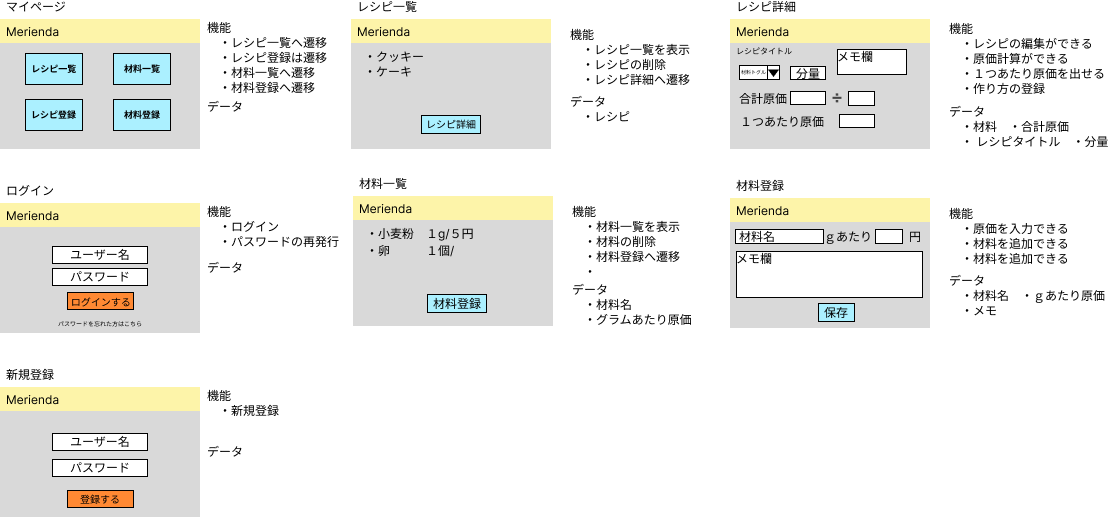 マイページ
Merienda
レシピ一覧
材料一覧
レシピ登録
材料登録
機能
・レシピ一覧へ遷移
・レシピ登録は遷移
・材料一覧へ遷移
・材料登録へ遷移
データ
レシピ一覧
Merienda
・クッキー
・ケーキ
レシピ詳細
機能
・レシピ一覧を表示
・レシピの削除
・レシピ詳細へ遷移
データ
・レシピ
レシピ詳細
Merienda
レシピタイトル
メモ欄
材料トグル
分量
合計原価 ÷
１つあたり原価
機能
・レシピの編集ができる
・原価計算ができる
・１つあたり原価を出せる
・作り方の登録
データ
・材料　・合計原価
・レシピタイトル　・分量
ログイン
Merienda
ユーザー名
パスワード
ログインする
パスワードを忘れた方はこちら
機能
・ログイン
・パスワードの再発行
データ
材料一覧
Merienda
・小麦粉　１g/５円
・卵　　　１個/
材料登録
機能
・材料一覧を表示
・材料の削除
・材料登録へ遷移
・
データ
・材料名
・グラムあたり原価
材料登録
Merienda
材料名 ｇあたり 円
メモ欄
保存
機能
・原価を入力できる
・材料を追加できる
・材料を追加できる
データ
・材料名　・ｇあたり原価
・メモ
新規登録
Merienda
ユーザー名
パスワード
登録する
機能
・新規登録
データ